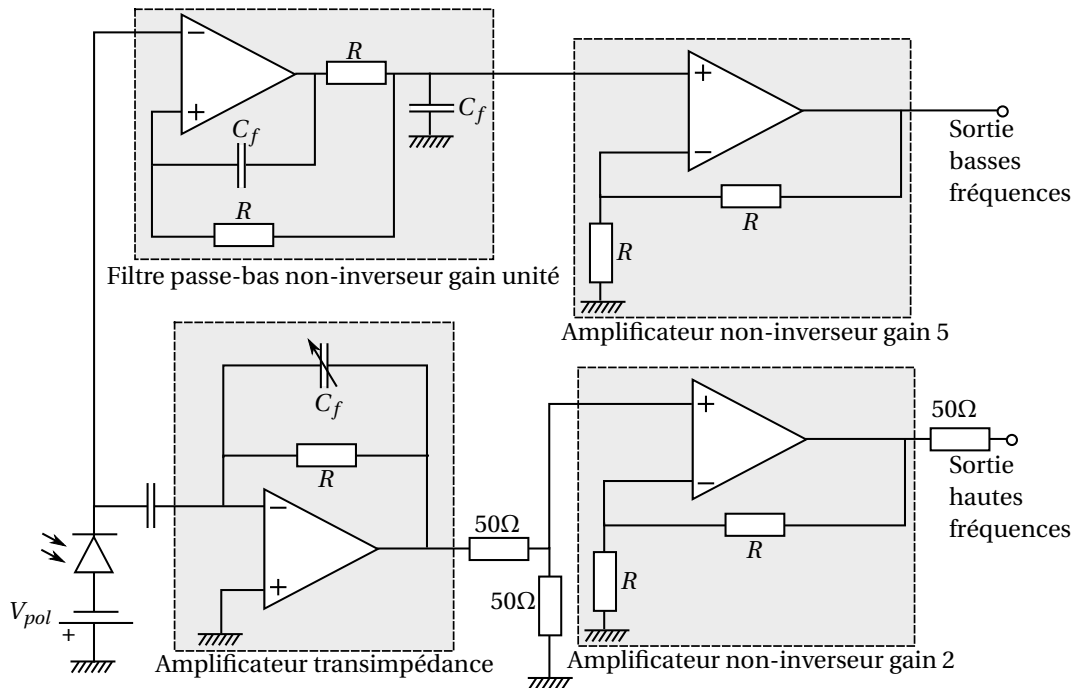 −
R
+
C_f
C_f
R
Filtre passe-bas non-inverseur gain unité
+
−
R
R
Sortie
basses
fréquences
Amplificateur non-inverseur gain 5
C_f
R
−
+
Amplificateur transimpédance
V_pol
+
50Ω
50Ω
+
−
R
R
Amplificateur non-inverseur gain 2
50Ω
Sortie
hautes
fréquences